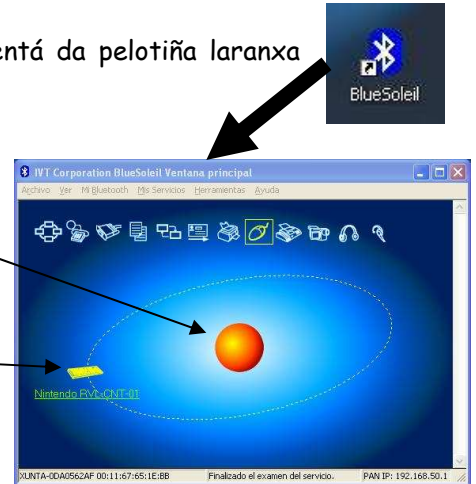 entá da pelotiña laranxa
BlueSoleil
IVT Corporation BlueSoleil Ventana principal
Archivo Ver Mi Bluetooth Mis Servicios Herramientas Ayuda
Nintendo RVL-CNT-01
XUNTA-0DA0562AF 00:11:67:65:1E:BB Finalizado el examen del servicio. PAN IP: 192.168.50.1